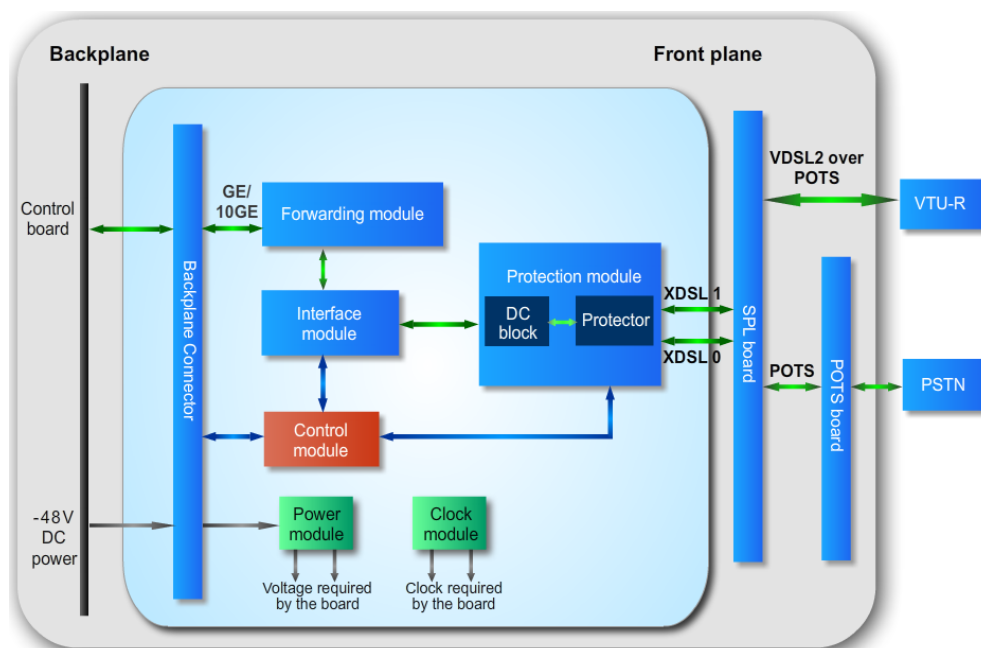 Backplane
Front plane
GE/
10GE
Forwarding module
VDSL2 over
POTS
VTU-R
Control
board
Backplane Connector
Protection module
Interface
module
DC
block
Protector
XDSL 1
XDSL 0
SPL board
POTS
POTS board
PSTN
Control
module
-48V
DC
power
Power
module
Clock
module
Voltage required
by the board
Clock required
by the board